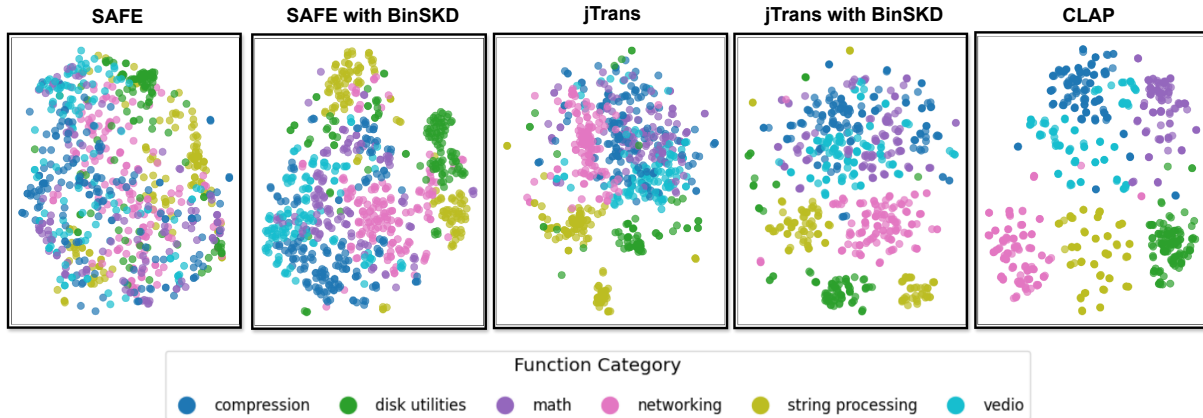 SAFE
SAFE with BinSKD
jTrans
jTrans with BinSKD
CLAP
Function Category
compression
disk utilities
math
networking
string processing
vedio